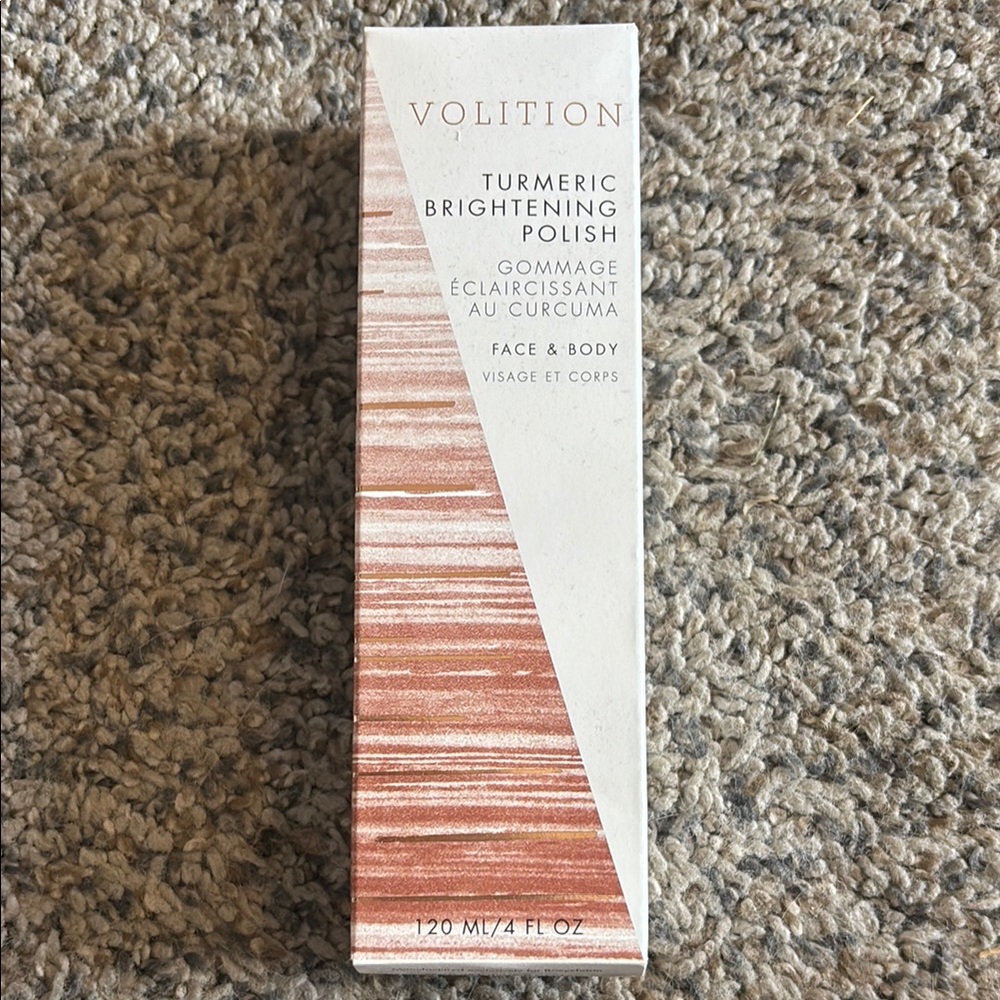 VOLITION
TURMERIC
BRIGHTENING
POLISH
GOMMAGE
ÉCLAIRCISSANT
AU CURCUMA
FACE & BODY
VISAGE ET CORPS
120 ML/4 FL OZ